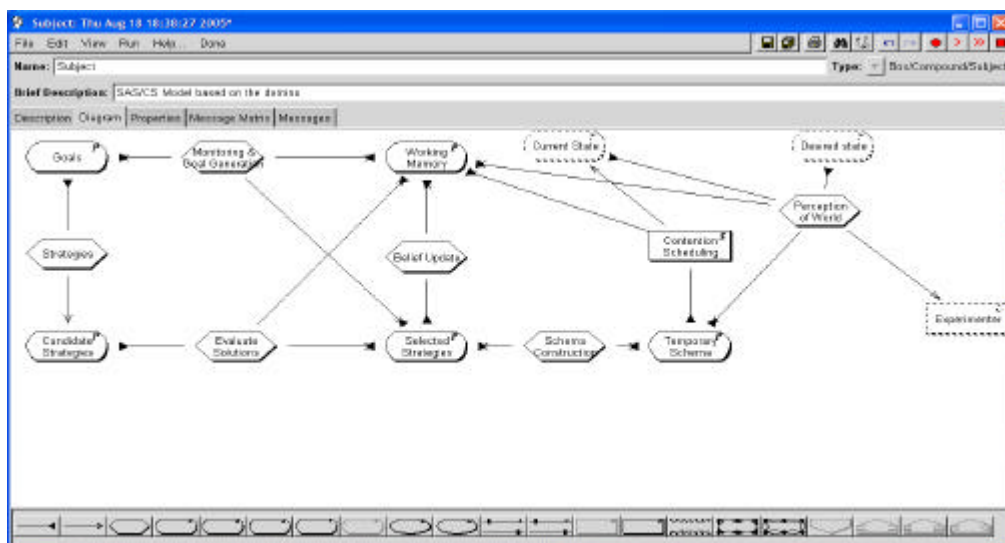 Subject: Thu Aug 18 18:38:27 2005*
File Edit View Run Help... Done
Name: Subject Type: Box/Compound/Subject
Brief Description: SAS/CS Model based on the domino
Description Diagram Properties Message Matrix Messages
Goals
Monitoring &
Goal Generation
Working
Memory
Current State
Desired state
Perception
of World
Strategies
Belief Update
Contention
Scheduling
Experimenter
Candidate
Strategies
Evaluate
Solutions
Selected
Strategies
Schema
Construction
Temporary
Schema